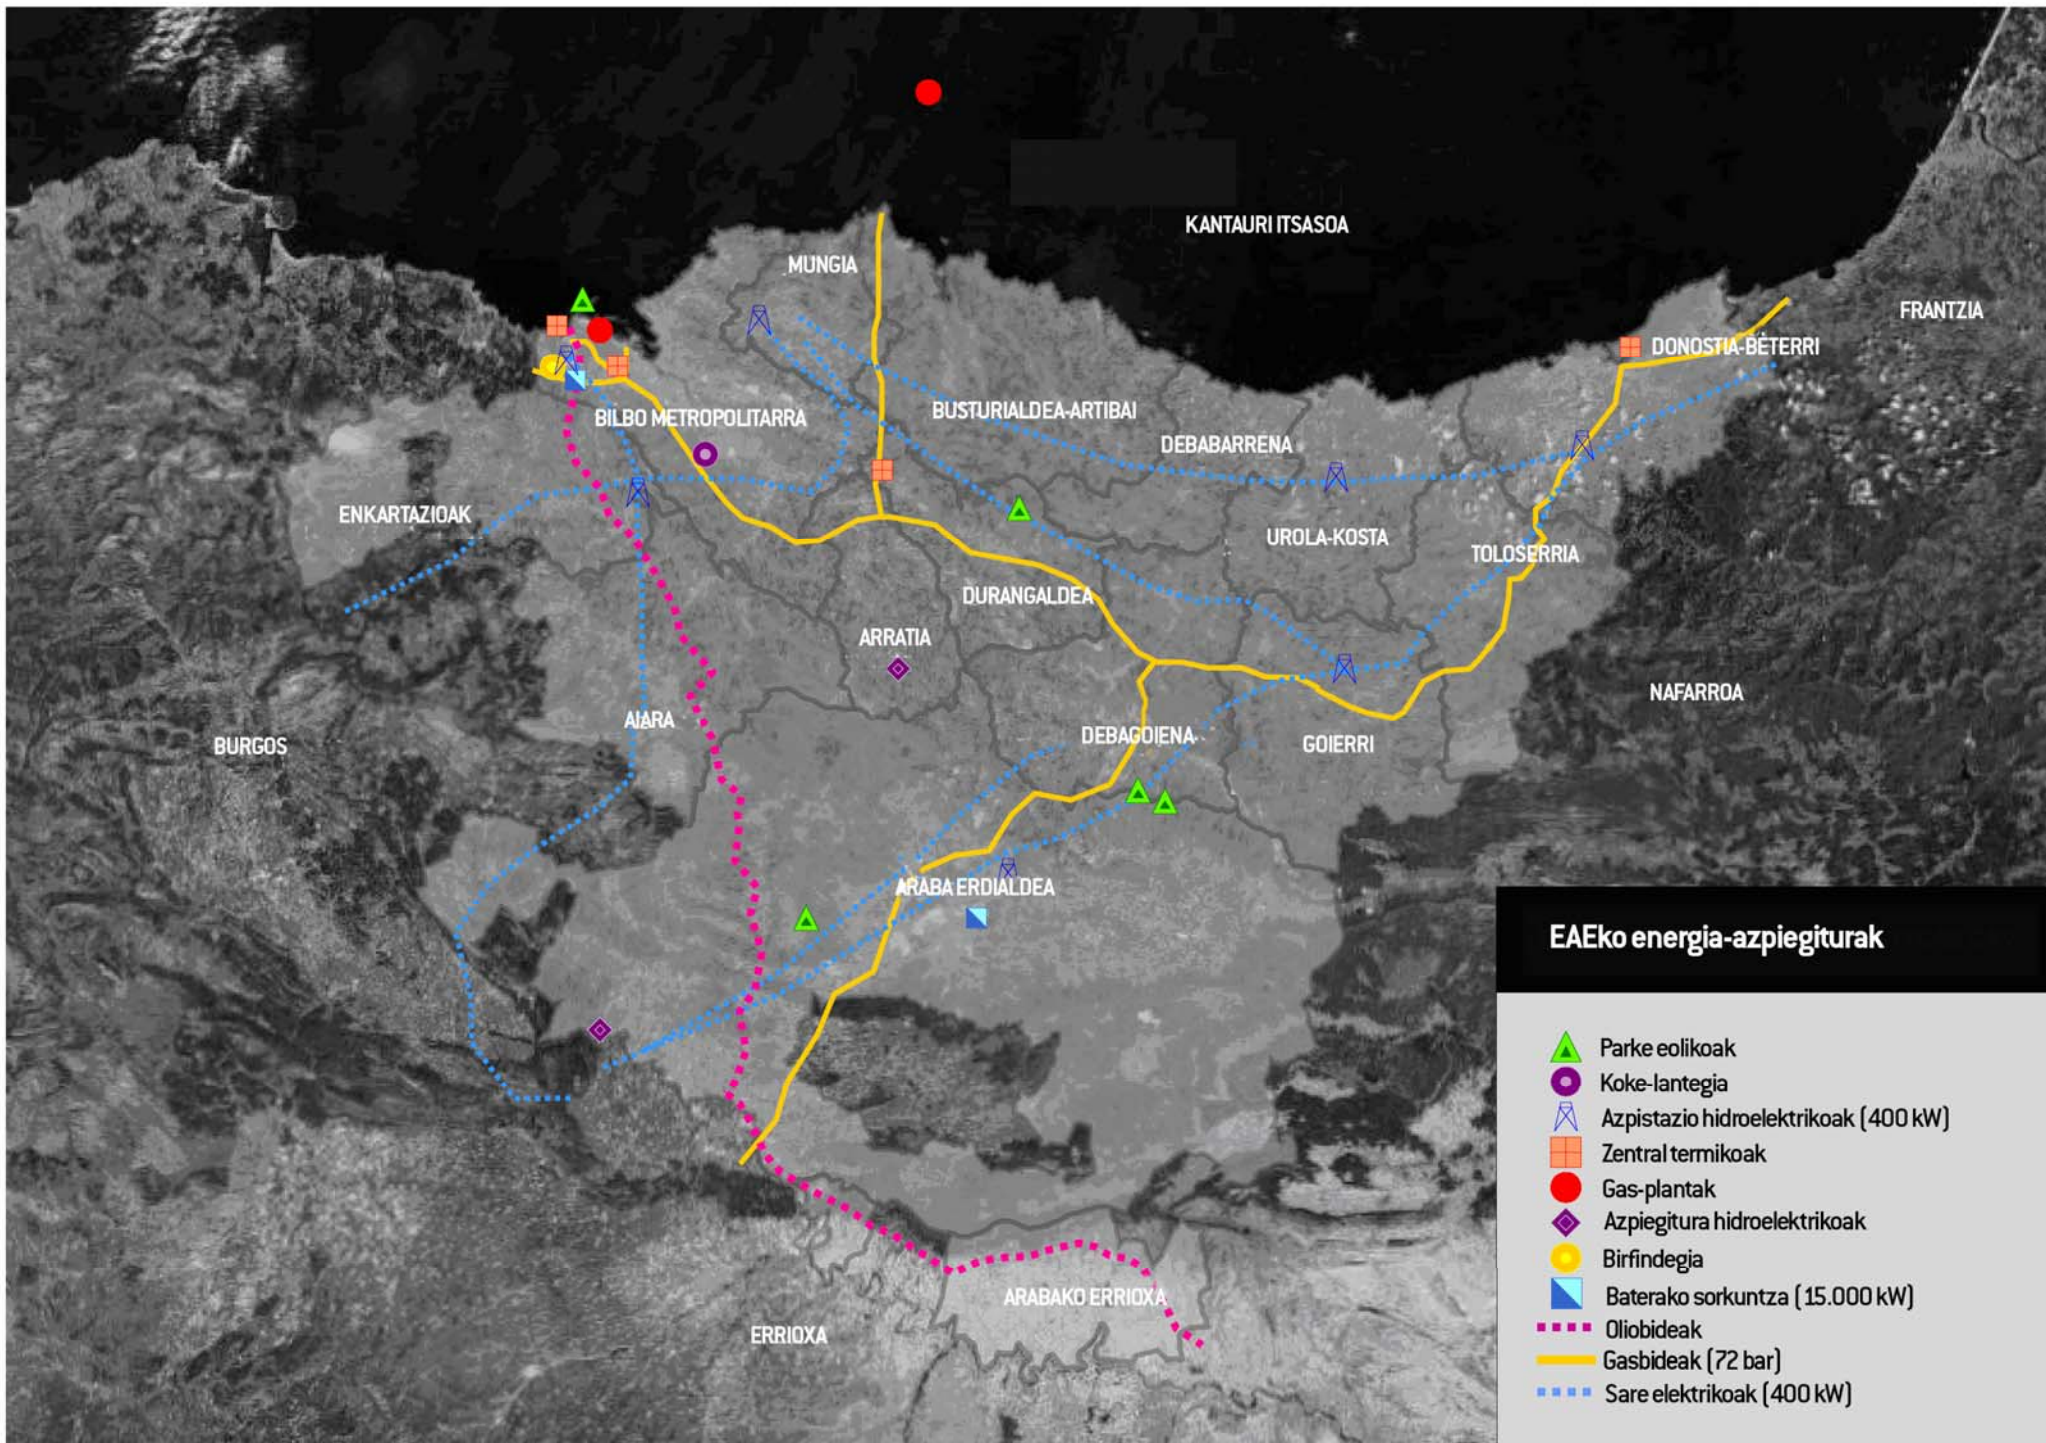 KANTAURI ITSASOA
MUNGIA
FRANTZIA
DONOSTIA-BETERRI
BUSTURIALDEA-ARTIBAI
BILBO METROPOLITARRA
DEBABARRENA
ENKARTAZIOAK
UROLA-KOSTA
TOLOSERRIA
DURANGALDEA
ARRATIA
NAFARROA
AIARA
DEBAGOIENA
GOIERRI
BURGOS
ARABA ERDIALDEA
ARABAKO ERRIOXA
ERRIOXA
EAEko energia-azpiegiturak
Parke eolikoak
Koke-lantegia
Azpistazio hidroelektrikoak (400 kW)
Zentral termikoak
Gas-plantak
Azpiegitura hidroelektrikoak
Birfindegia
Baterako sorkuntza (15.000 kW)
Oliobideak
Gasbideak (72 bar)
Sare elektrikoak (400 kW)